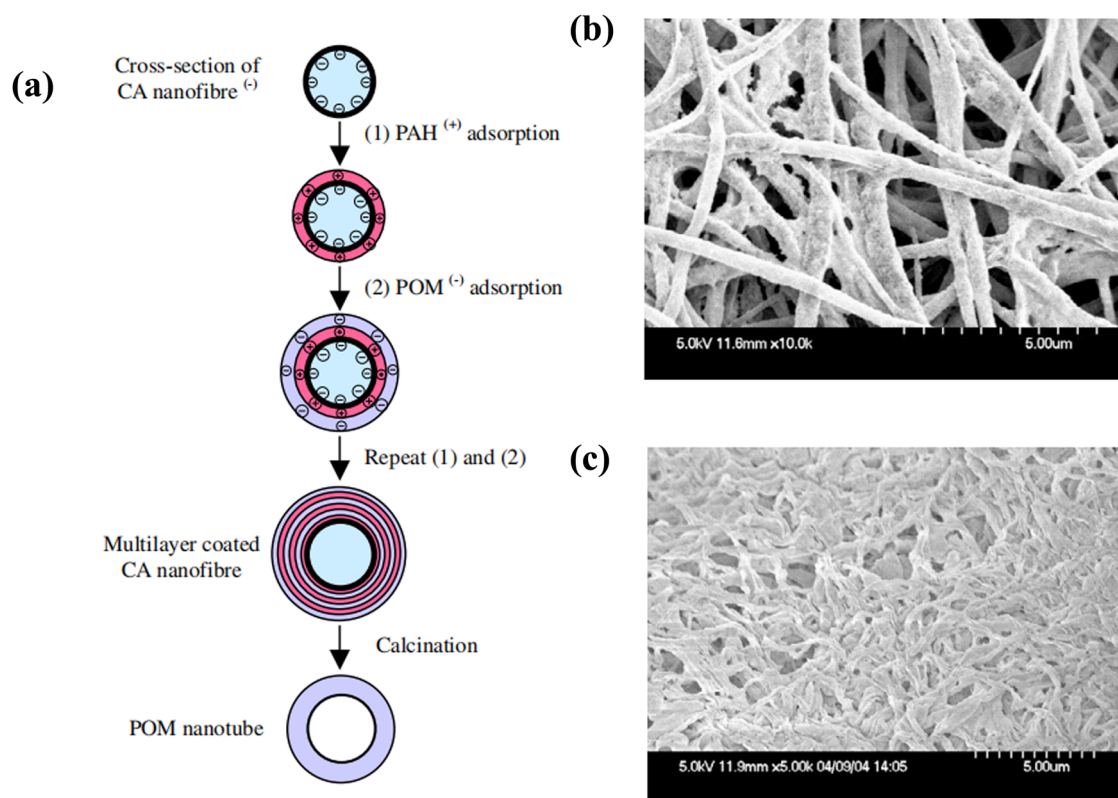 (a)
Cross-section of
CA nanofibre (-)
(1) PAH (+) adsorption
(2) POM (-) adsorption
Repeat (1) and (2)
Multilayer coated
CA nanofibre
Calcination
POM nanotube
(b)
5.0kV 11.6mm x10.0k 5.00um
(c)
5.0kV 11.9mm x5.00k 04/09/04 14:05 5.00um